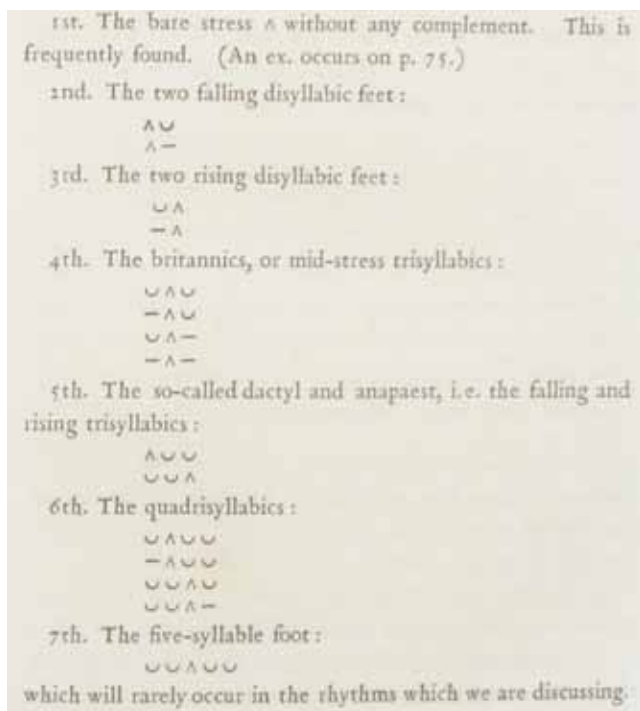 1st. The bare stress ʌ without any complement. This is
frequently found. (An ex. occurs on p. 75.)
2nd. The two falling disyllabic feet:
ʌ ᴗ
ʌ –
3rd. The two rising disyllabic feet:
ᴗ ʌ
– ʌ
4th. The britannics, or mid-stress trisyllabics:
ᴗ ʌ ᴗ
– ʌ ᴗ
ᴗ ʌ –
– ʌ –
5th. The so-called dactyl and anapaest, i.e. the falling and
rising trisyllabics:
ʌ ᴗ ᴗ
ᴗ ᴗ ʌ
6th. The quadrisyllabics:
ᴗ ʌ ᴗ ᴗ
– ʌ ᴗ ᴗ
ᴗ ᴗ ʌ ᴗ
ᴗ ᴗ ʌ –
7th. The five-syllable foot:
ᴗ ᴗ ʌ ᴗ ᴗ
which will rarely occur in the rhythms which we are discussing.